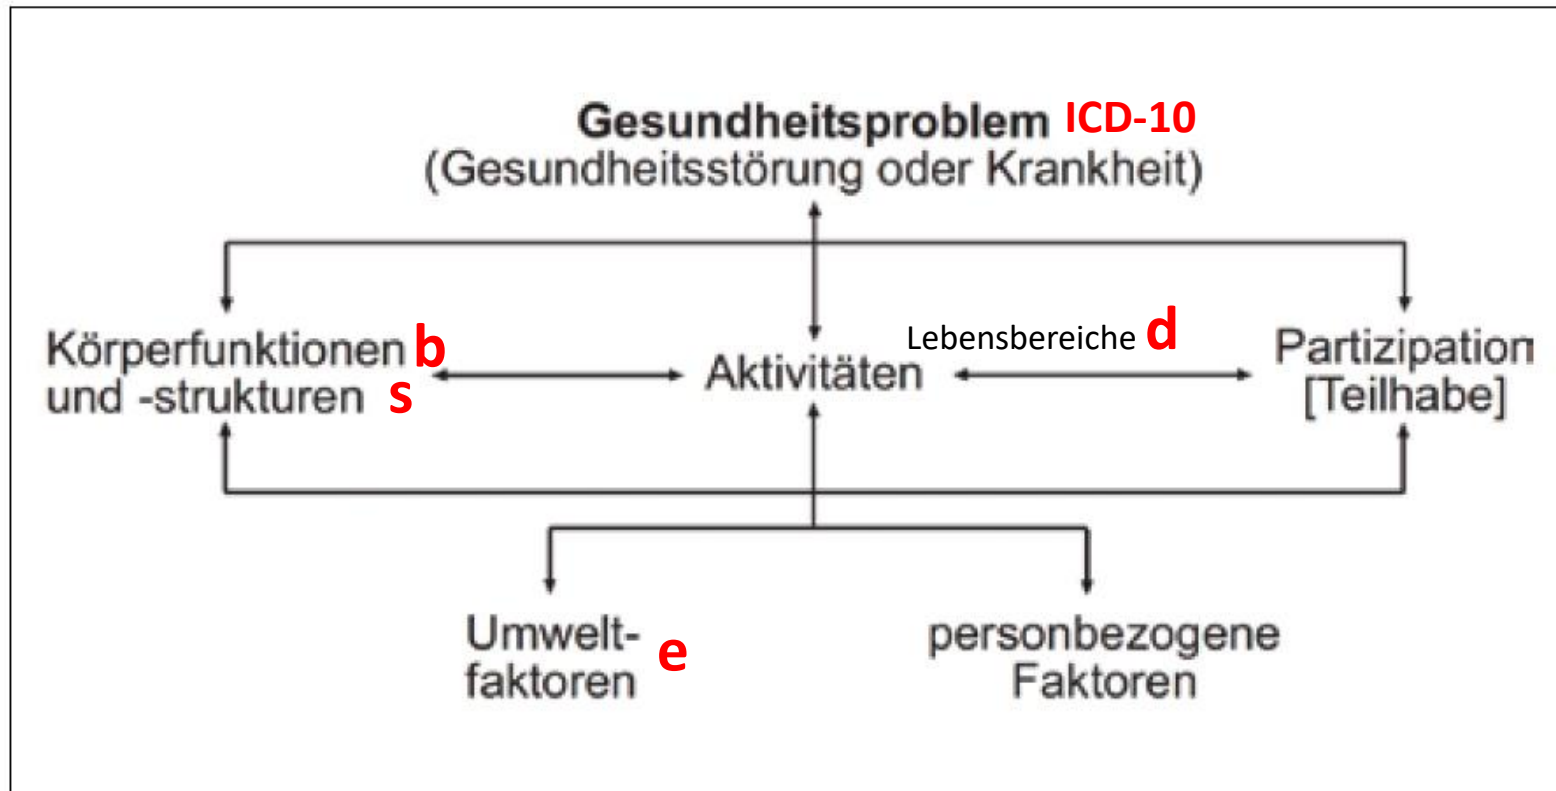 Gesundheitsproblem ICD-10
(Gesundheitsstörung oder Krankheit)
Körperfunktionen b
und -strukturen s
Aktivitäten
Lebensbereiche d
Partizipation
[Teilhabe]
Umwelt-
faktoren e
personbezogene
Faktoren